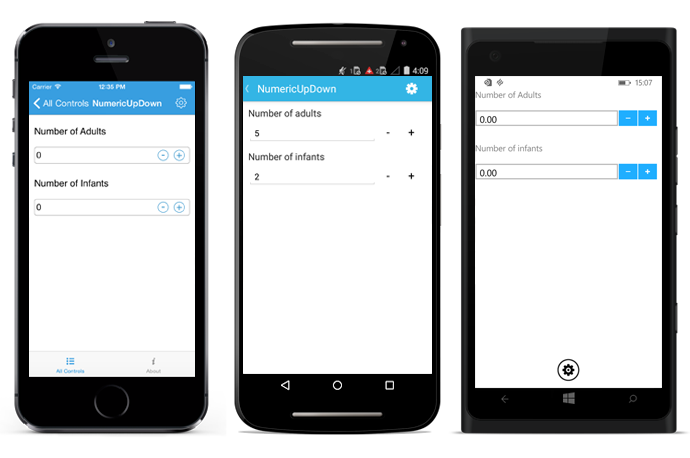 Carrier 12:35 PM
All Controls NumericUpDown
Number of Adults
0
Number of Infants
0
All Controls
About
4:09
NumericUpDown
Number of adults
5 - +
Number of infants
2 - +
15:07
Number of Adults
0.00 - +
Number of infants
0.00 - +